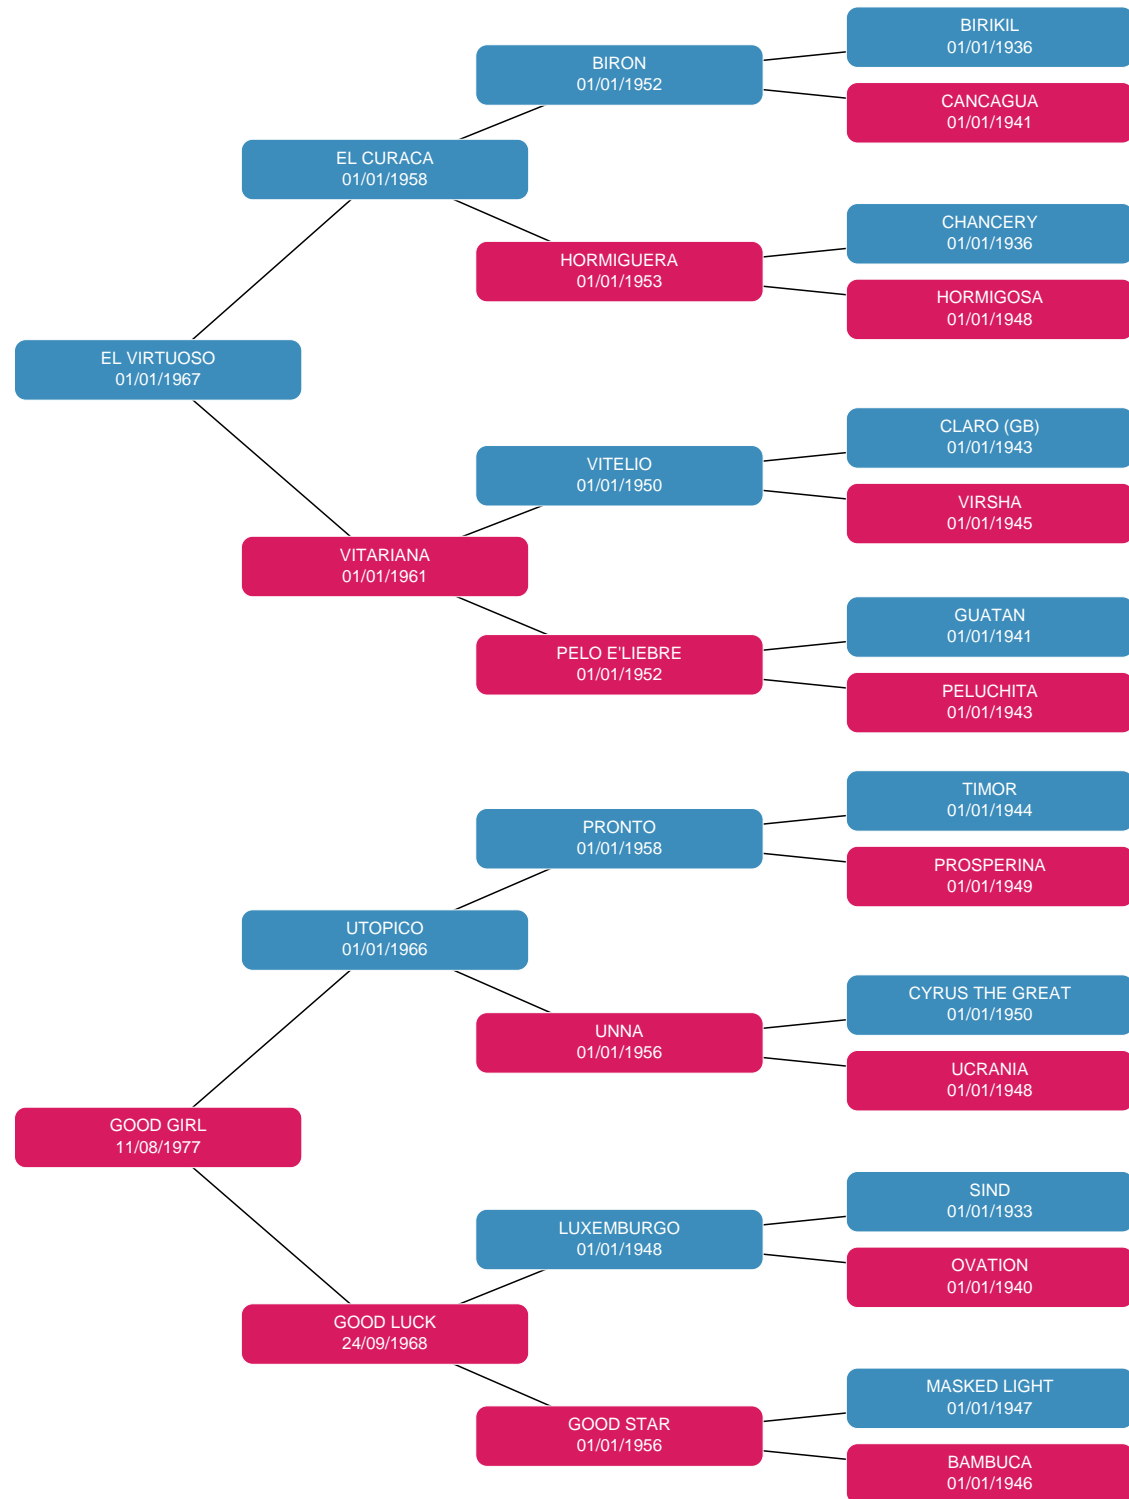 BIRIKIL
01/01/1936
BIRON
01/01/1952
CANCAGUA
01/01/1941
EL CURACA
01/01/1958
CHANCERY
01/01/1936
HORMIGUERA
01/01/1953
HORMIGOSA
01/01/1948
EL VIRTUOSO
01/01/1967
CLARO (GB)
01/01/1943
VITELIO
01/01/1950
VIRSHA
01/01/1945
VITARIANA
01/01/1961
GUATAN
01/01/1941
PELO E'LIEBRE
01/01/1952
PELUCHITA
01/01/1943
TIMOR
01/01/1944
PRONTO
01/01/1958
PROSPERINA
01/01/1949
UTOPICO
01/01/1966
CYRUS THE GREAT
01/01/1950
UNNA
01/01/1956
UCRANIA
01/01/1948
GOOD GIRL
11/08/1977
SIND
01/01/1933
LUXEMBURGO
01/01/1948
OVATION
01/01/1940
GOOD LUCK
24/09/1968
MASKED LIGHT
01/01/1947
GOOD STAR
01/01/1956
BAMBUCA
01/01/1946